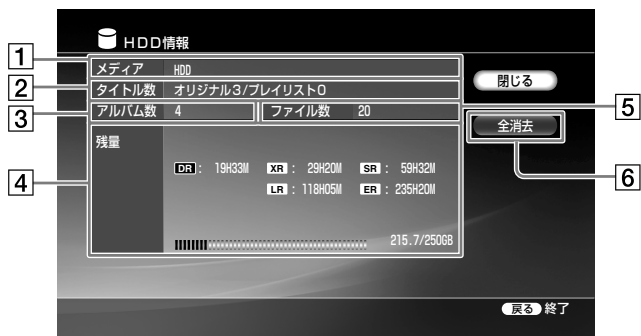 HDD情報
1
メディア HDD
2
タイトル数 オリジナル3/プレイリスト0
閉じる
3
アルバム数 4 ファイル数 20
5
全消去
4
残量
DR : 19H33M XR : 29H20M SR : 59H32M
LR : 118H05M ER : 235H20M
6
215.7/250GB
戻る 終了